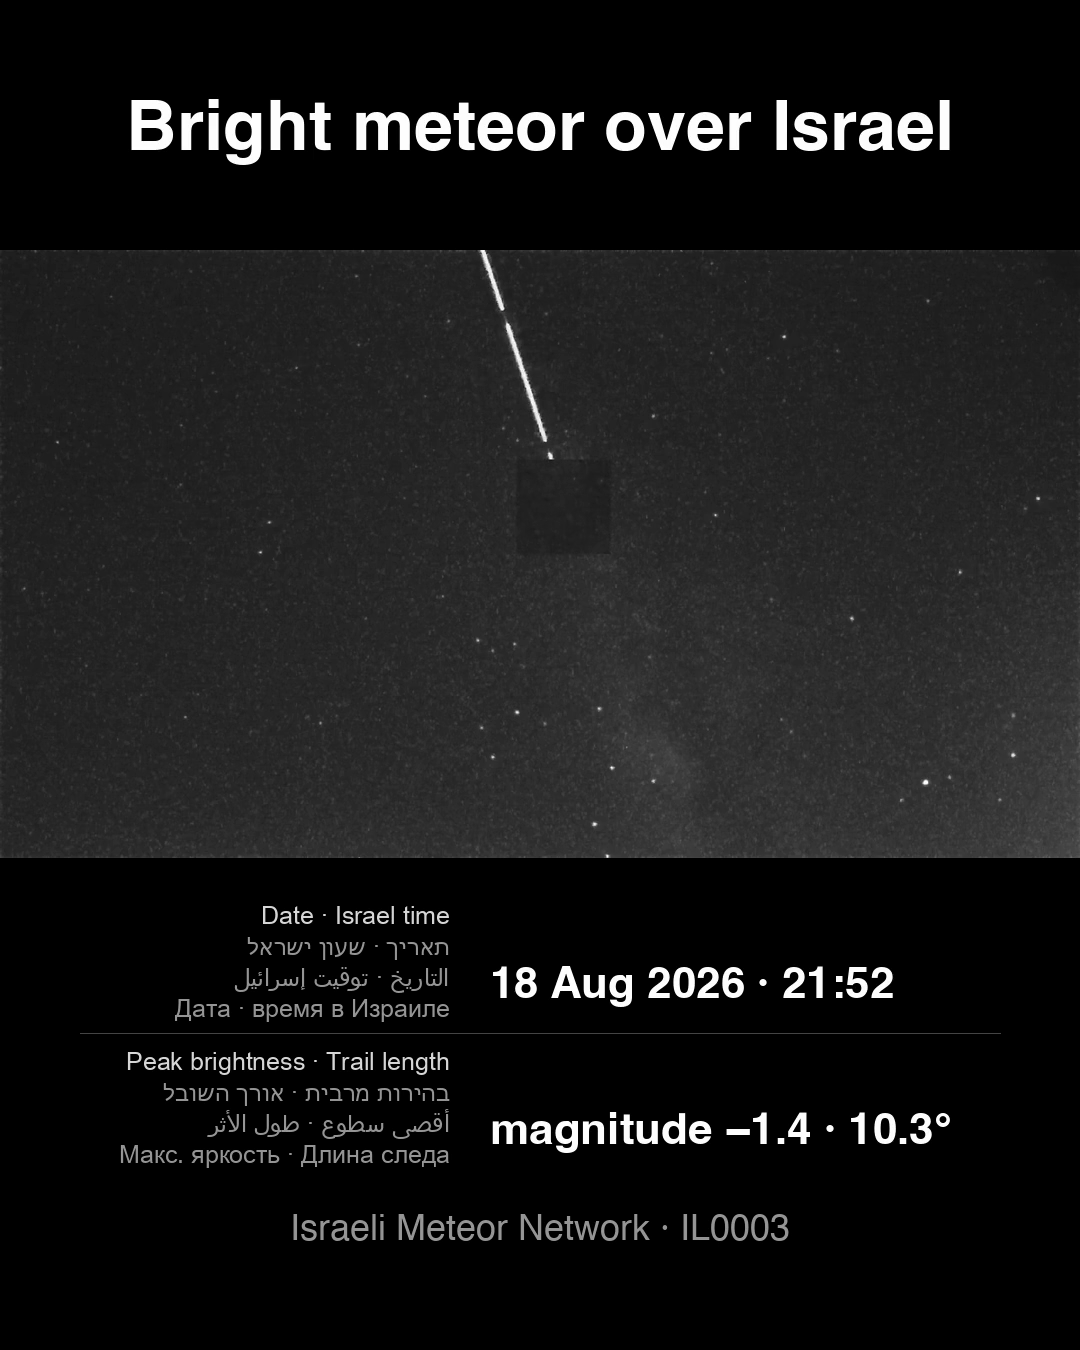 Bright meteor over Israel
Date · Israel time
תאריך · שעון ישראל
التاريخ · توقيت إسرائيل
Дата · время в Израиле
18 Aug 2026 · 21:52
Peak brightness · Trail length
בהירות מרבית · אורך השובל
أقصى سطوع · طول الأثر
Макс. яркость · Длина следа
magnitude −1.4 · 10.3°
Israeli Meteor Network · IL0003